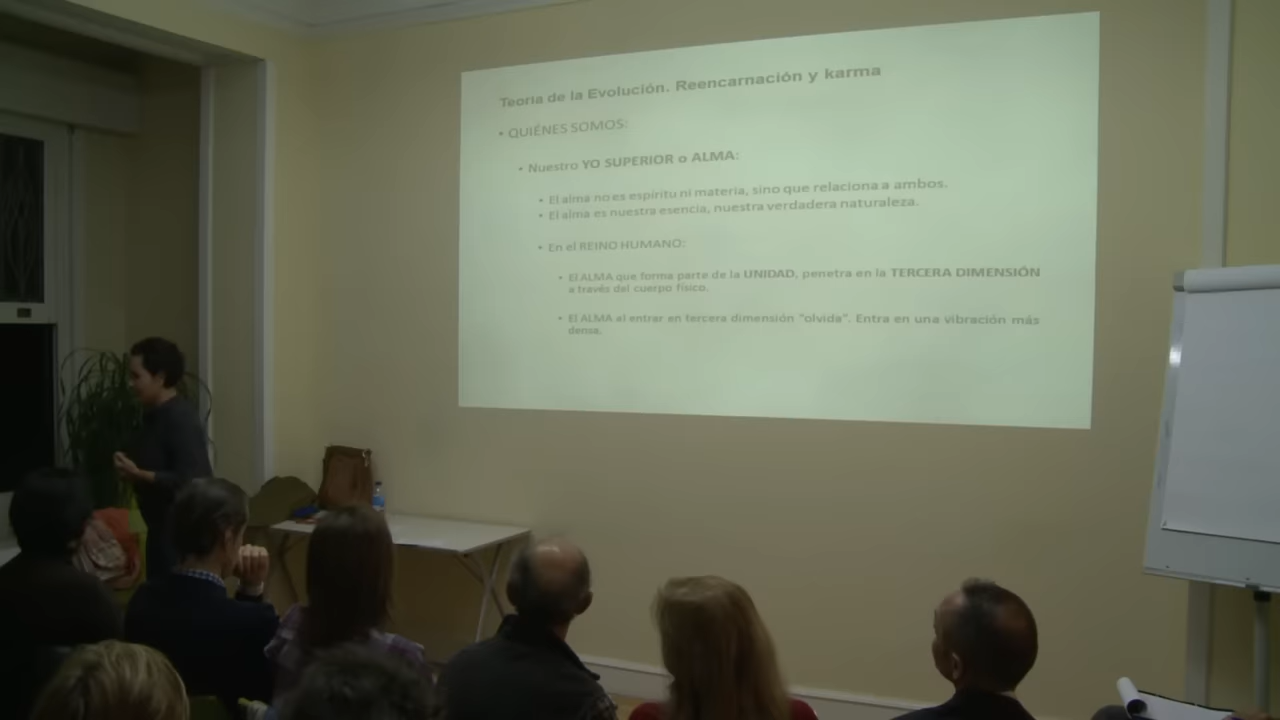 Teoría de la Evolución. Reencarnación y karma
• QUIÉNES SOMOS:
• Nuestro YO SUPERIOR o ALMA:
• El alma no es espíritu ni materia, sino que relaciona a ambos.
• El alma es nuestra esencia, nuestra verdadera naturaleza.
• En el REINO HUMANO:
• El ALMA que forma parte de la UNIDAD, penetra en la TERCERA DIMENSIÓN
a través del cuerpo físico.
• El ALMA al entrar en tercera dimensión "olvida". Entra en una vibración más
densa.